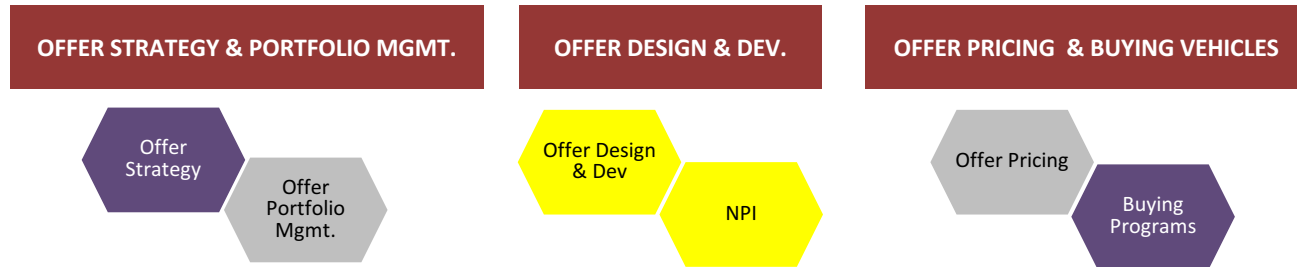 OFFER STRATEGY & PORTFOLIO MGMT.
OFFER DESIGN & DEV.
OFFER PRICING & BUYING VEHICLES
Offer
Strategy
Offer
Portfolio
Mgmt.
Offer Design
& Dev
NPI
Offer Pricing
Buying
Programs